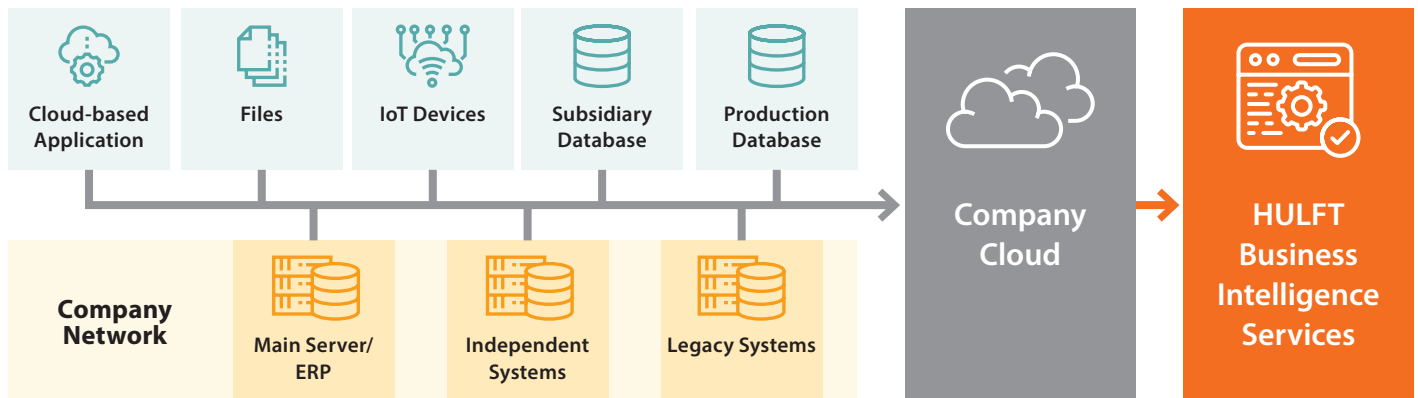 Cloud-based
Application
Files
IoT Devices
Subsidiary
Database
Production
Database
Company
Network
Main Server/
ERP
Independent
Systems
Legacy Systems
Company
Cloud
HULFT
Business
Intelligence
Services